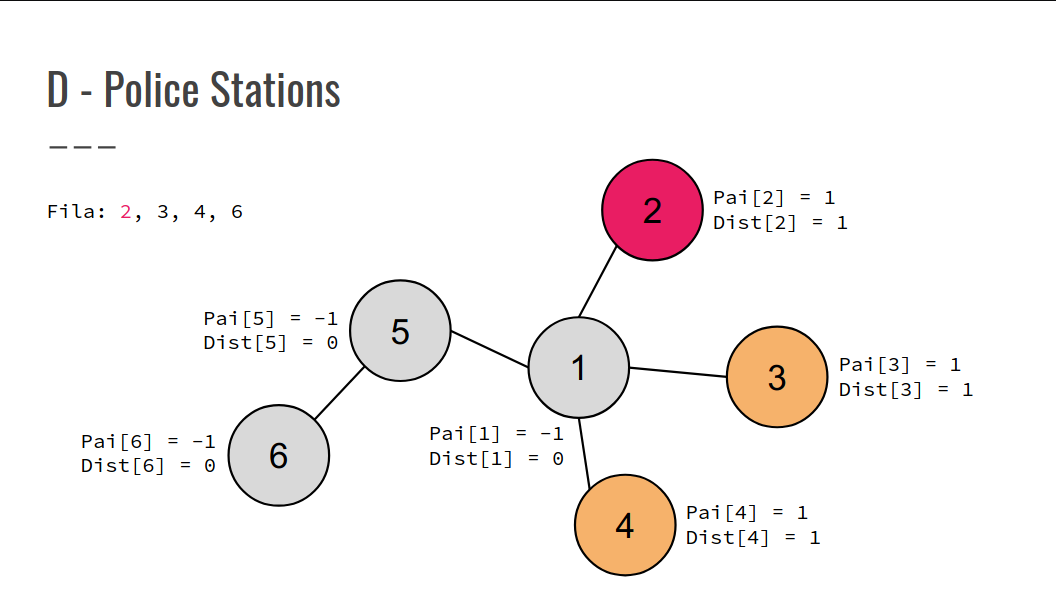 D - Police Stations
Fila: 2, 3, 4, 6
2
Pai[2] = 1
Dist[2] = 1
Pai[5] = -1
Dist[5] = 0
5
1
3
Pai[3] = 1
Dist[3] = 1
Pai[6] = -1
Dist[6] = 0
6
Pai[1] = -1
Dist[1] = 0
4
Pai[4] = 1
Dist[4] = 1